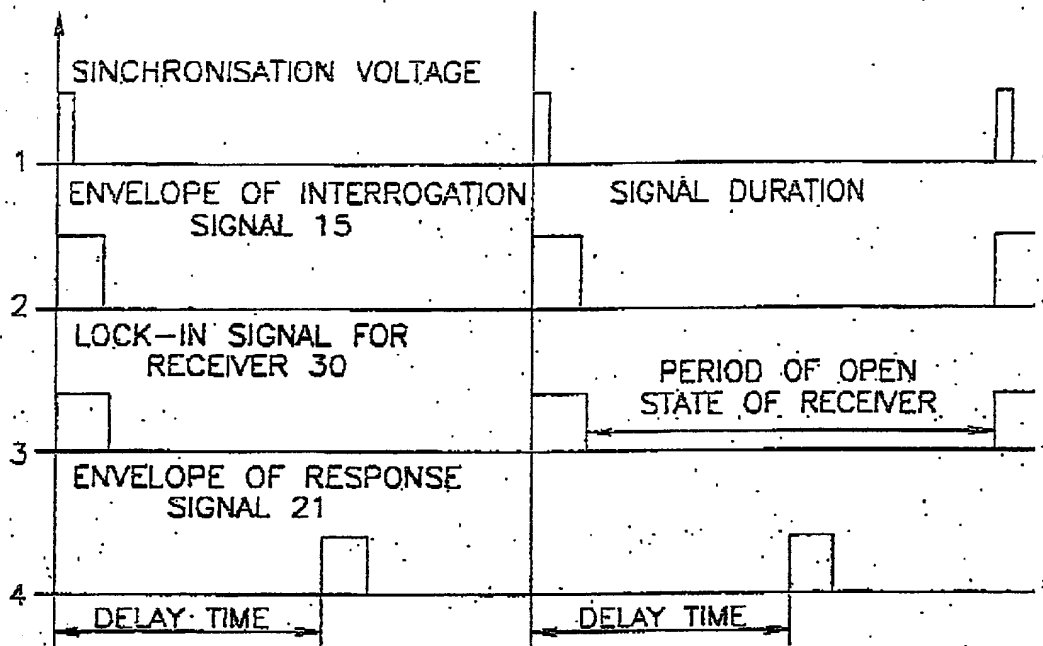 SINCHRONISATION VOLTAGE
1
ENVELOPE OF INTERROGATION
SIGNAL 15
SIGNAL DURATION
2
LOCK-IN SIGNAL FOR
RECEIVER 30
PERIOD OF OPEN
STATE OF RECEIVER
3
ENVELOPE OF RESPONSE
SIGNAL 21
4
DELAY TIME
DELAY TIME